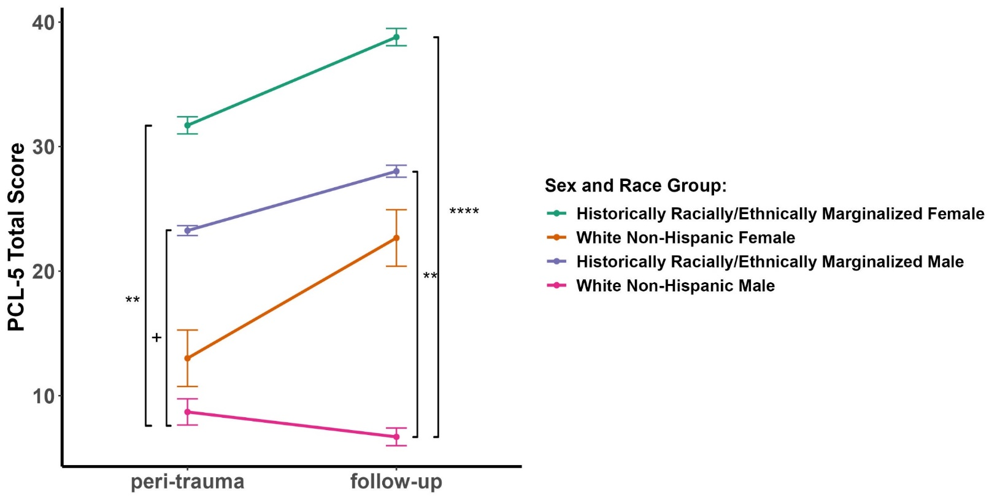 PCL-5 Total Score
40
30
20
10
**
+
**
****
peri-trauma
follow-up
Sex and Race Group:
Historically Racially/Ethnically Marginalized Female
White Non-Hispanic Female
Historically Racially/Ethnically Marginalized Male
White Non-Hispanic Male